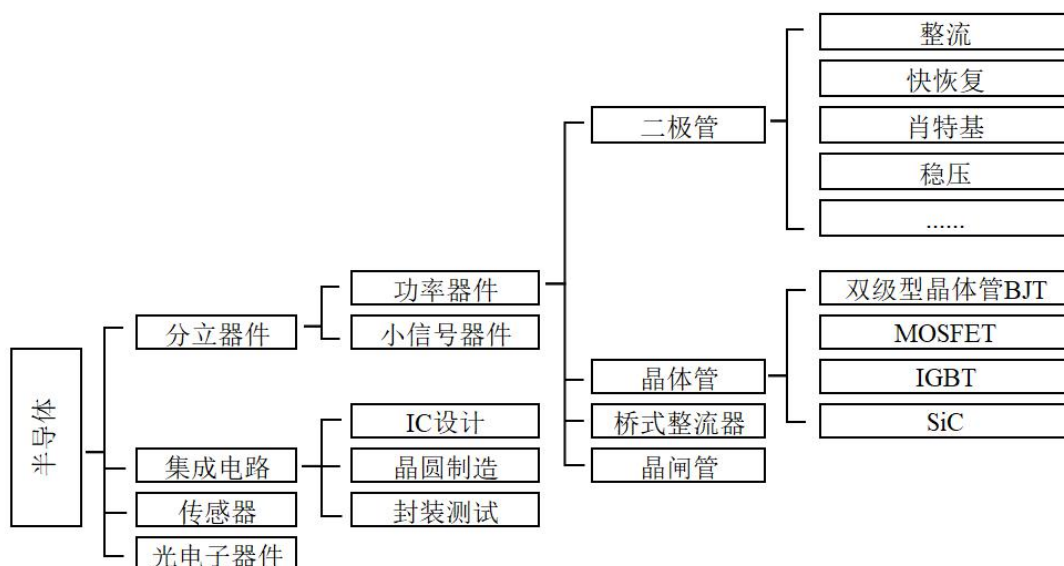 整流
快恢复
二极管
肖特基
稳压
......
功率器件
双级型晶体管BJT
分立器件
小信号器件
MOSFET
晶体管
IGBT
半导体
IC设计
桥式整流器
SiC
集成电路
晶圆制造
晶闸管
传感器
封装测试
光电子器件